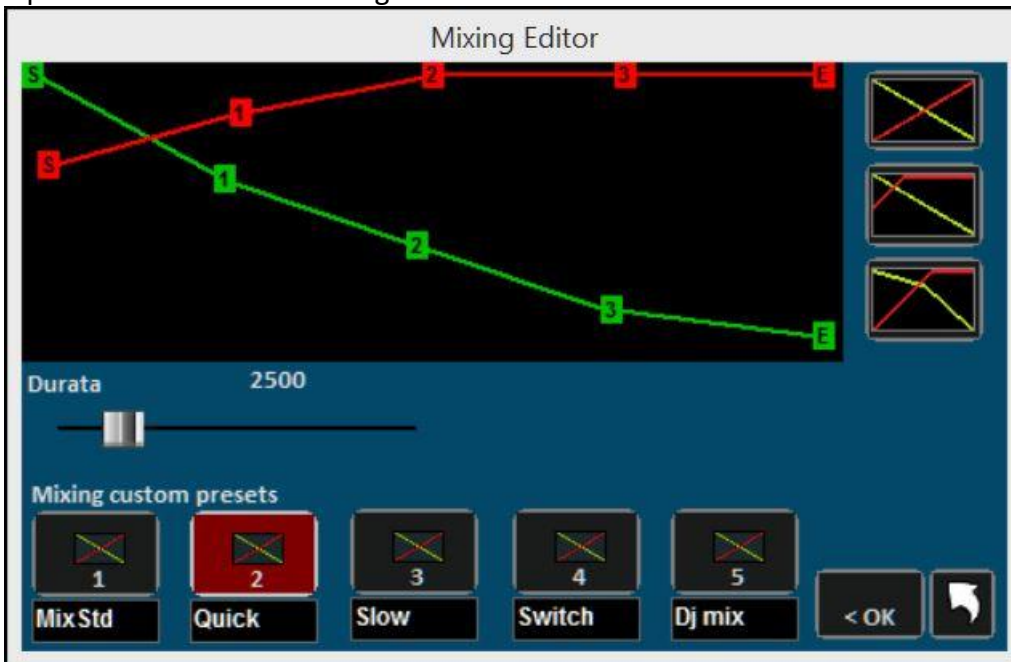 Mixing Editor
S 2 3 E
1
S
1
2
3
E
Durata 2500
Mixing custom presets
1 2 3 4 5
Mix Std Quick Slow Switch Dj mix
< OK